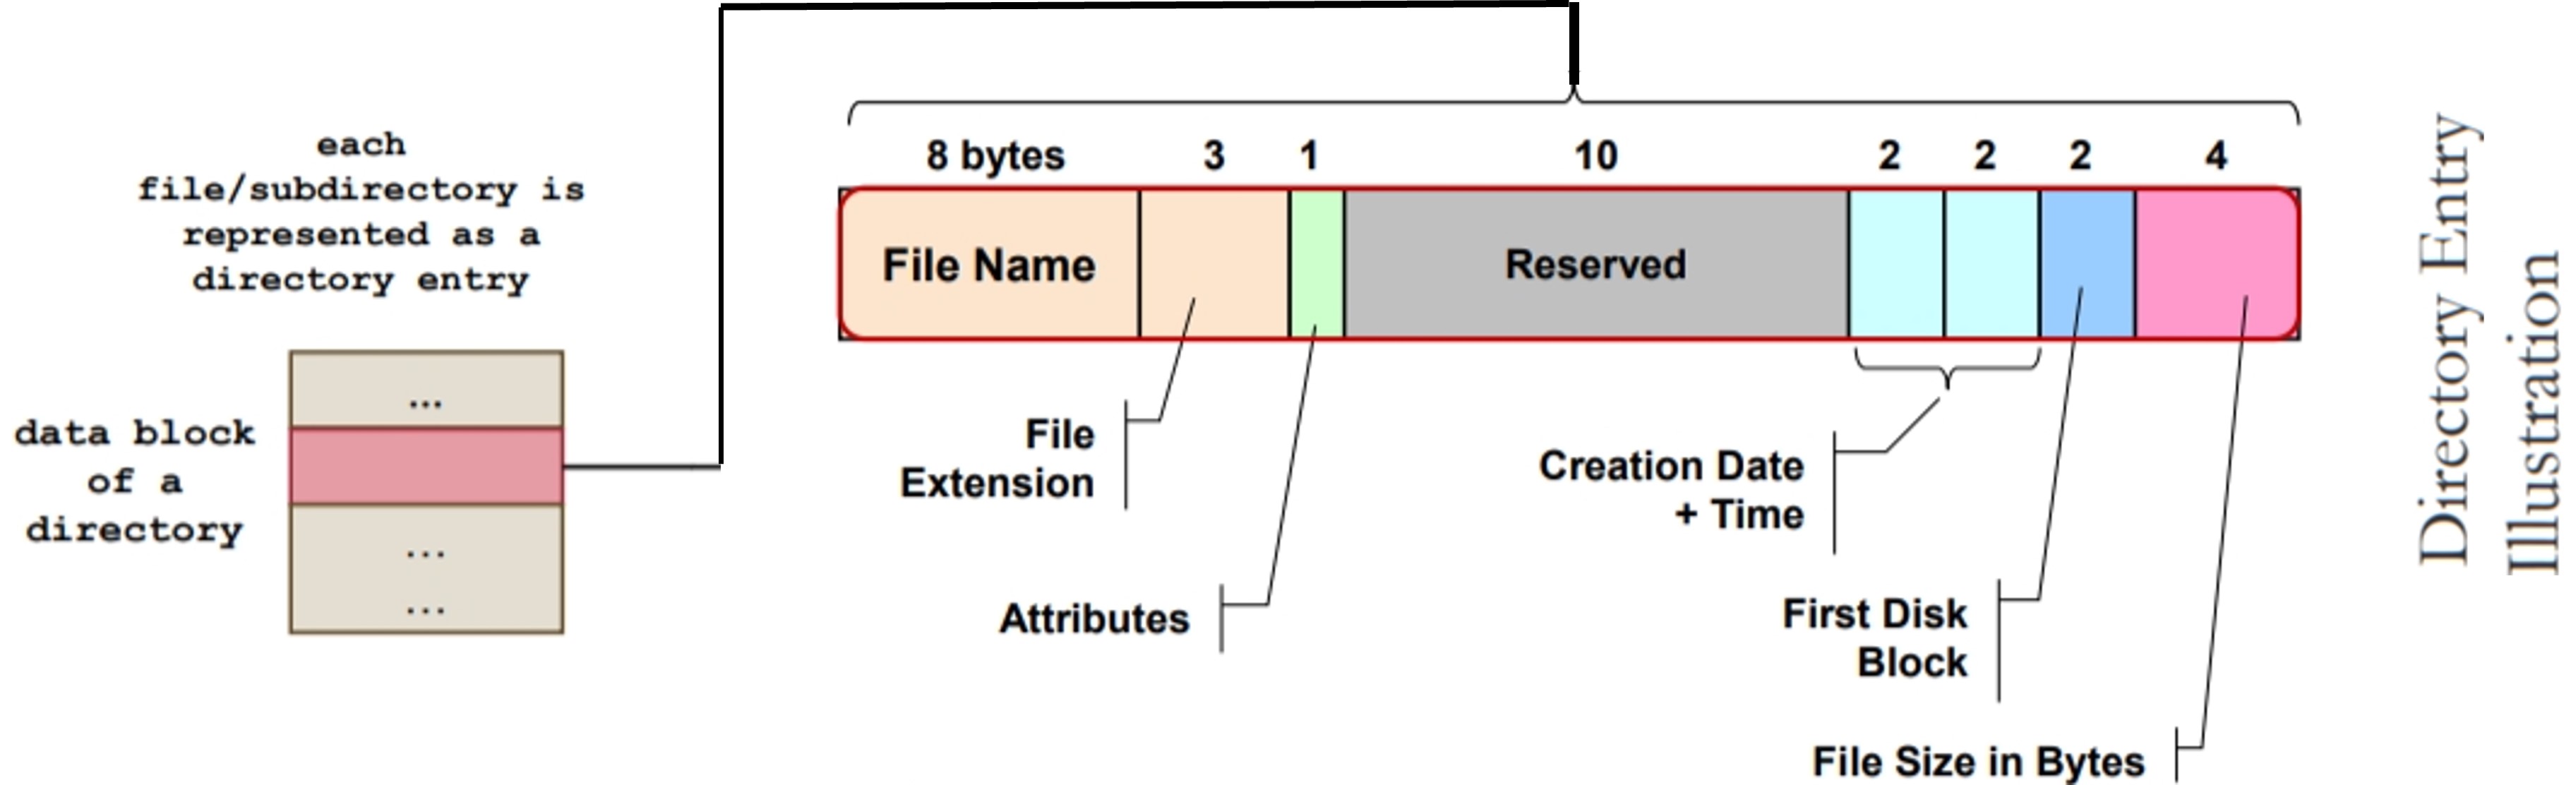 each
file/subdirectory is
represented as a
directory entry
data block
of a
directory
...
...
...
8 bytes 3 1 10 2 2 2 4
File Name Reserved
File
Extension
Attributes
Creation Date
+ Time
First Disk
Block
File Size in Bytes
Directory Entry
Illustration